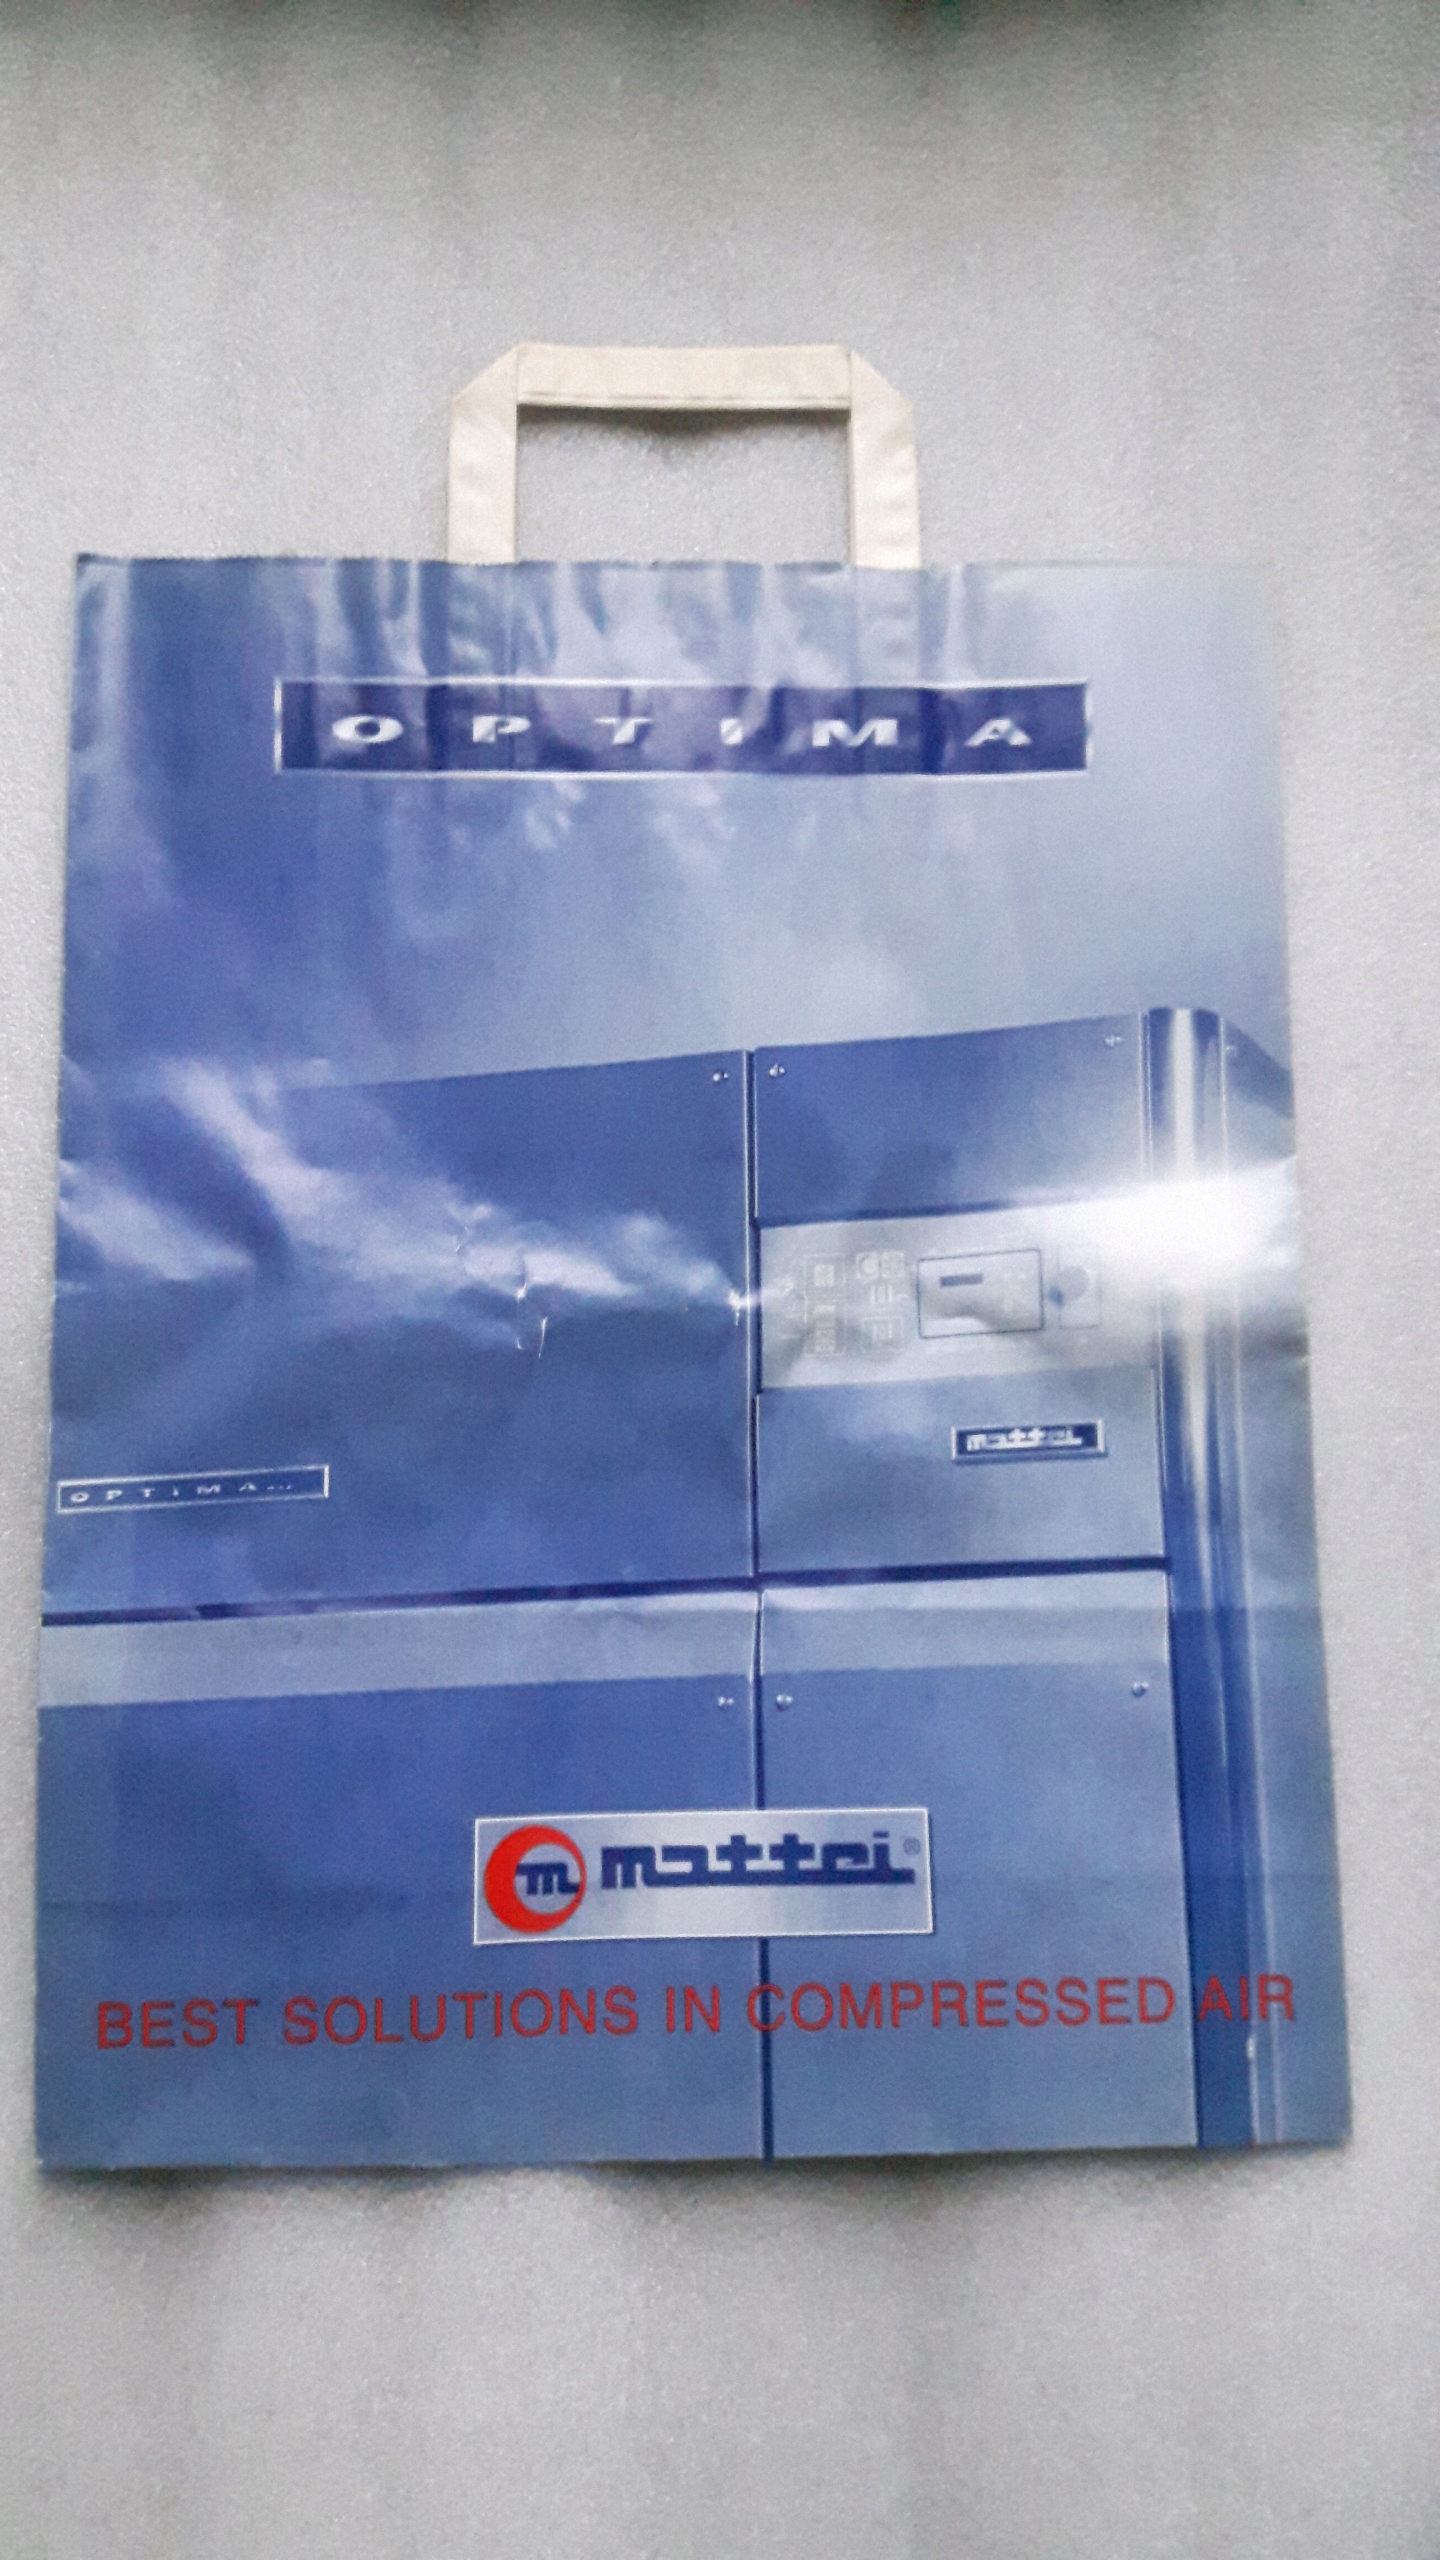 OPTIMA
mattei
OPTIMA
m mattei®
BEST SOLUTIONS IN COMPRESSED AIR